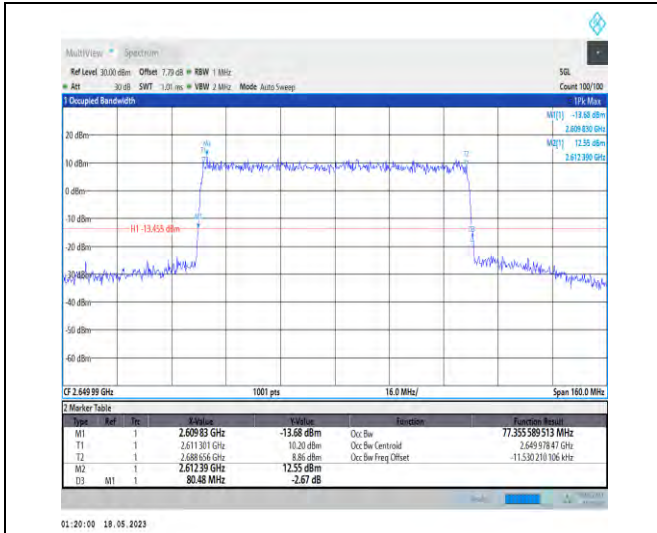 MultiView Spectrum
Ref Level 30.00 dBm Offset 7.79 dB RBW 1 MHz SGL
Att 30 dB SWT 1.01 ms VBW 2 MHz Mode Auto Sweep Count 100/100
1 Occupied Bandwidth 1Pk Max
M1[1] -13.68 dBm
2.609 830 GHz
M2[1] 12.55 dBm
2.612 390 GHz
20 dBm
10 dBm
0 dBm
-10 dBm
H1 -13.455 dBm
-20 dBm
-30 dBm
-40 dBm
-50 dBm
-60 dBm
CF 2.649 99 GHz 1001 pts 16.0 MHz/ Span 160.0 MHz
2 Marker Table
Type Ref Trc X-Value Y-Value Function Function Result
M1 1 2.609 83 GHz -13.68 dBm Occ Bw 77.355 589 513 MHz
T1 1 2.611 301 GHz 10.20 dBm Occ Bw Centroid 2.649 978 47 GHz
T2 1 2.688 656 GHz 8.86 dBm Occ Bw Freq Offset -11.530 210 106 kHz
M2 1 2.612 39 GHz 12.55 dBm
D3 M1 1 80.48 MHz -2.67 dB
01:20:00 18.05.2023